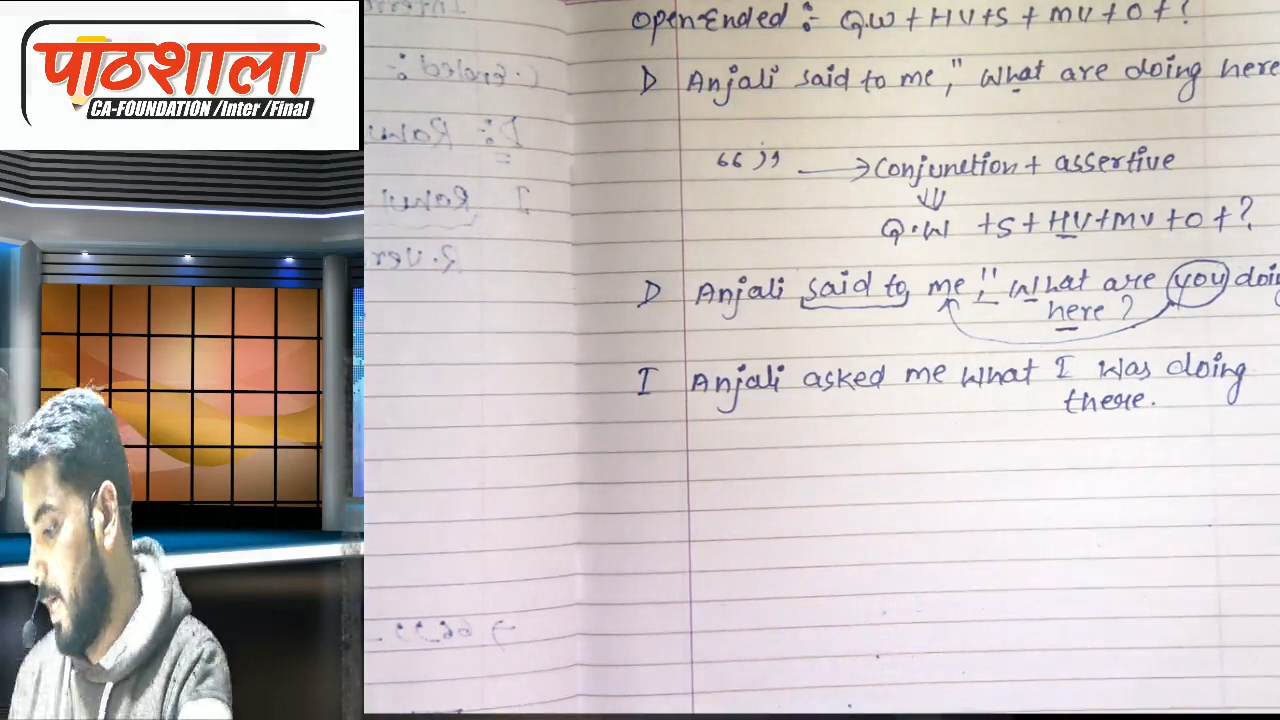 पाठशाला
CA-FOUNDATION /Inter /Final
Open-Ended :- Q.W + HV + S + MV + O + ?
D Anjali said to me," What are doing here
“ ,” → Conjunction + assertive
Q.W + S + HV + MV + O + ?
D Anjali said to me," What are you doing
here ?
I Anjali asked me what I was doing
there.